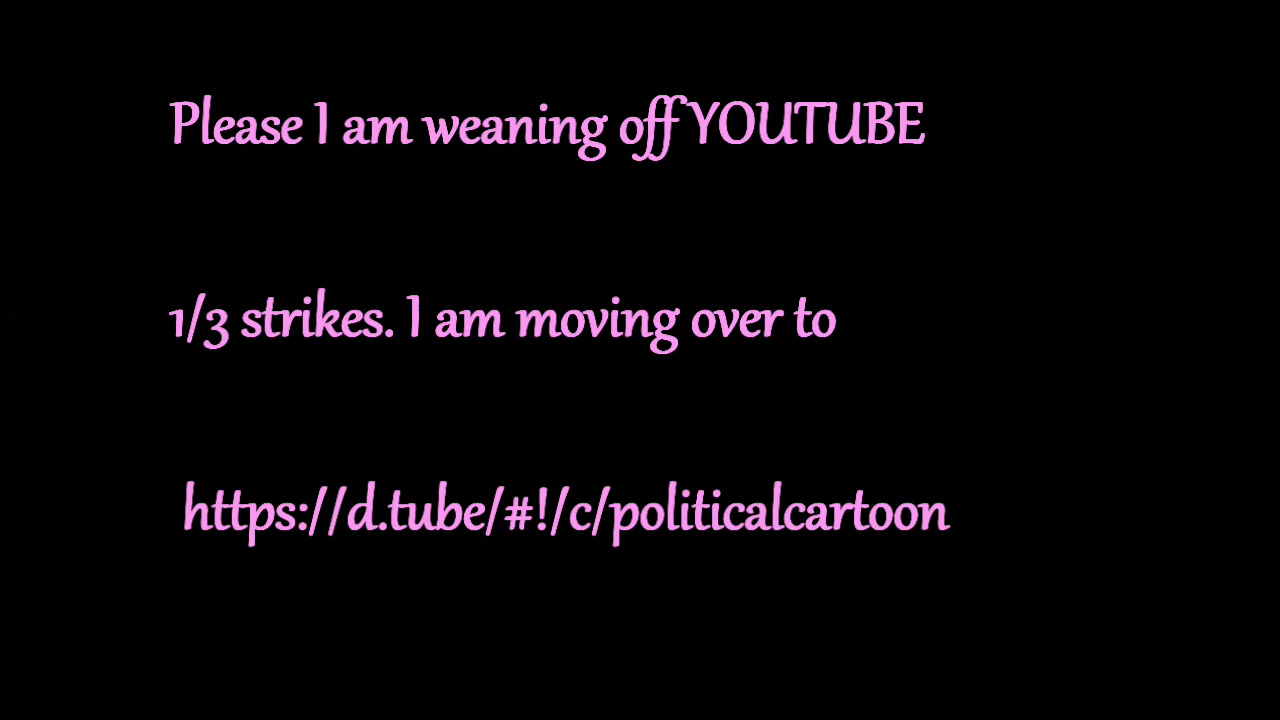 Please I am weaning off YOUTUBE
1/3 strikes. I am moving over to
https://d.tube/#!/c/politicalcartoon